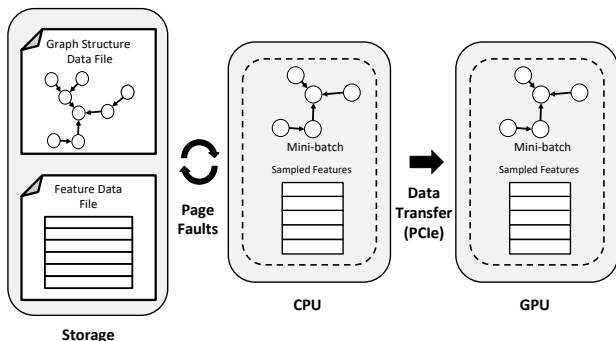 Graph Structure
Data File
Feature Data
File
Storage
Page
Faults
Mini-batch
Sampled Features
CPU
Data
Transfer
(PCIe)
Mini-batch
Sampled Features
GPU